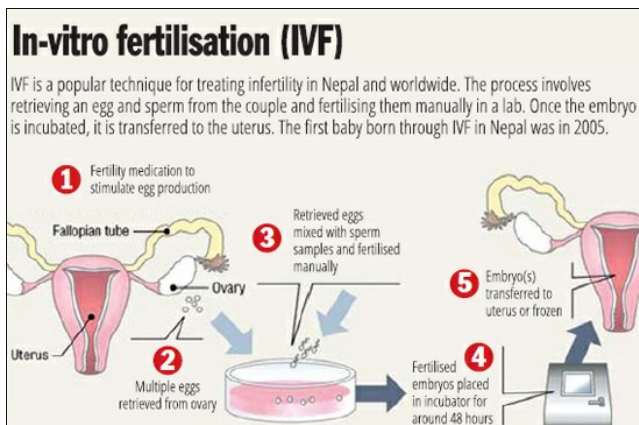 In-vitro fertilisation (IVF)
IVF is a popular technique for treating infertility in Nepal and worldwide. The process involves
retrieving an egg and sperm from the couple and fertilising them manually in a lab. Once the embryo
is incubated, it is transferred to the uterus. The first baby born through IVF in Nepal was in 2005.
1
Fertility medication to
stimulate egg production
Fallopian tube
Ovary
Uterus
2
Multiple eggs
retrieved from ovary
3
Retrieved eggs
mixed with sperm
samples and fertilised
manually
4
Fertilised
embryos placed
in incubator for
around 48 hours
5
Embryo(s)
transferred to
uterus or frozen